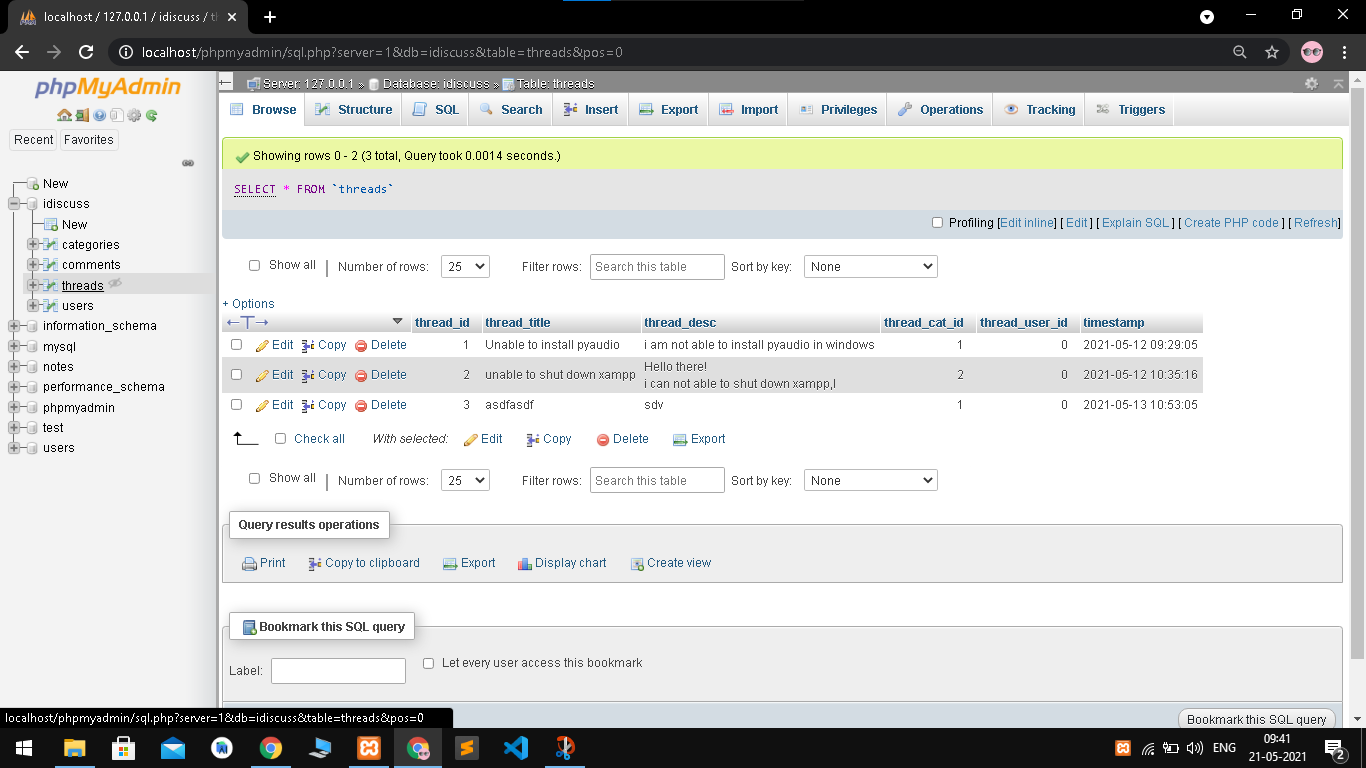 localhost / 127.0.0.1 / idiscuss / th
localhost/phpmyadmin/sql.php?server=1&db=idiscuss&table=threads&pos=0
phpMyAdmin
Recent Favorites
New
idiscuss
New
categories
comments
threads
users
information_schema
mysql
notes
performance_schema
phpmyadmin
test
users
Server: 127.0.0.1 » Database: idiscuss » Table: threads
Browse Structure SQL Search Insert Export Import Privileges Operations Tracking Triggers
Showing rows 0 - 2 (3 total, Query took 0.0014 seconds.)
SELECT * FROM `threads`
Profiling [Edit inline] [ Edit ] [ Explain SQL ] [ Create PHP code ] [ Refresh]
Show all | Number of rows: 25 Filter rows: Search this table Sort by key: None
+ Options
←T→ thread_id thread_title thread_desc thread_cat_id thread_user_id timestamp
Edit Copy Delete 1 Unable to install pyaudio i am not able to install pyaudio in windows 1 0 2021-05-12 09:29:05
Edit Copy Delete 2 unable to shut down xampp Hello there! 2 0 2021-05-12 10:35:16
i can not able to shut down xampp,I
Edit Copy Delete 3 asdfasdf sdv 1 0 2021-05-13 10:53:05
Check all With selected: Edit Copy Delete Export
Show all | Number of rows: 25 Filter rows: Search this table Sort by key: None
Query results operations
Print Copy to clipboard Export Display chart Create view
Bookmark this SQL query
Label: Let every user access this bookmark
localhost/phpmyadmin/sql.php?server=1&db=idiscuss&table=threads&pos=0
Bookmark this SQL query
ENG 09:41
21-05-2021
2